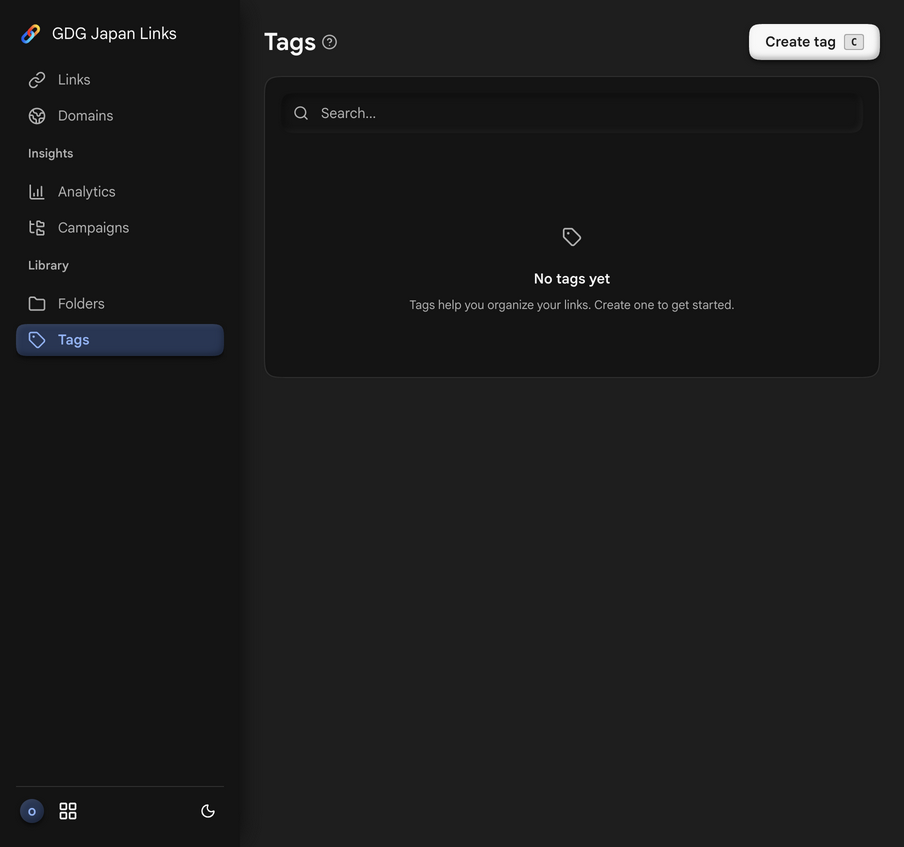 GDG Japan Links
Links
Domains
Insights
Analytics
Campaigns
Library
Folders
Tags
o
Tags
Create tag C
Search...
No tags yet
Tags help you organize your links. Create one to get started.